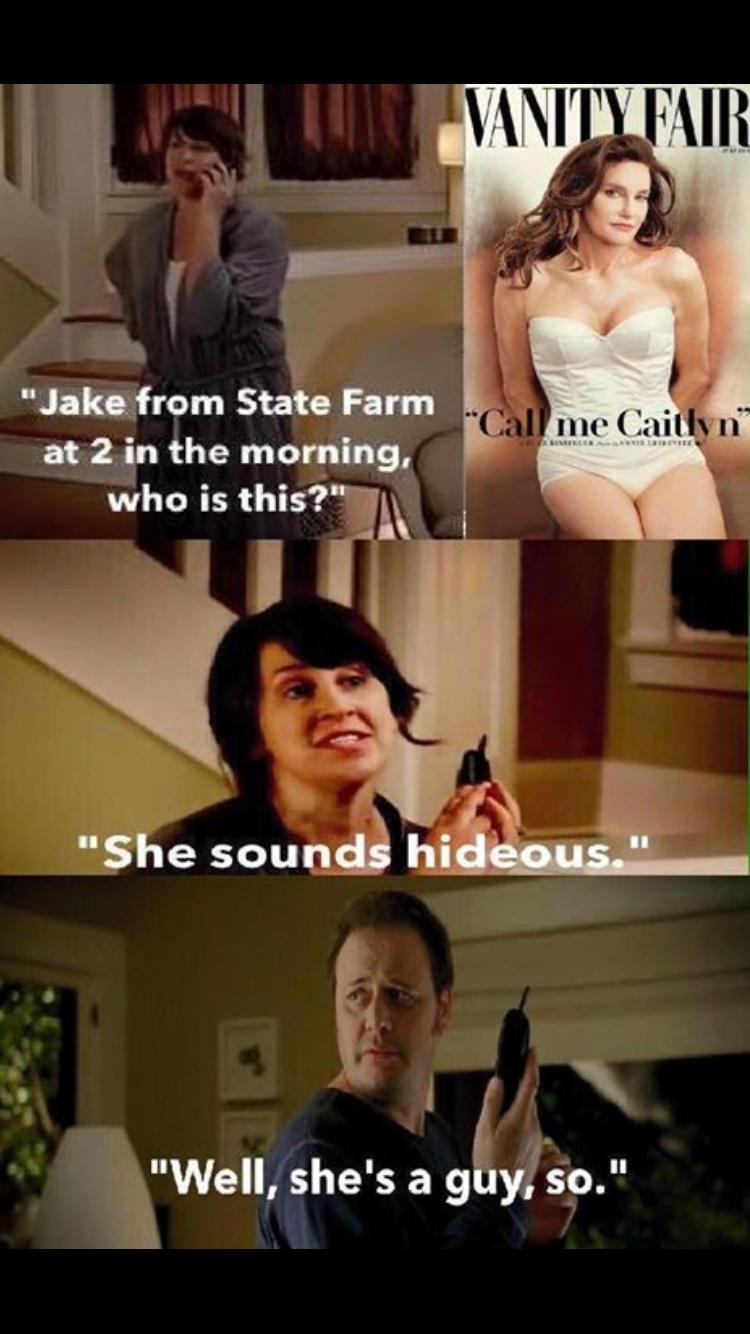 VANITY FAIR
"Jake from State Farm
at 2 in the morning,
who is this?"
"Call me Caitlyn"
"She sounds hideous."
"Well, she's a guy, so."